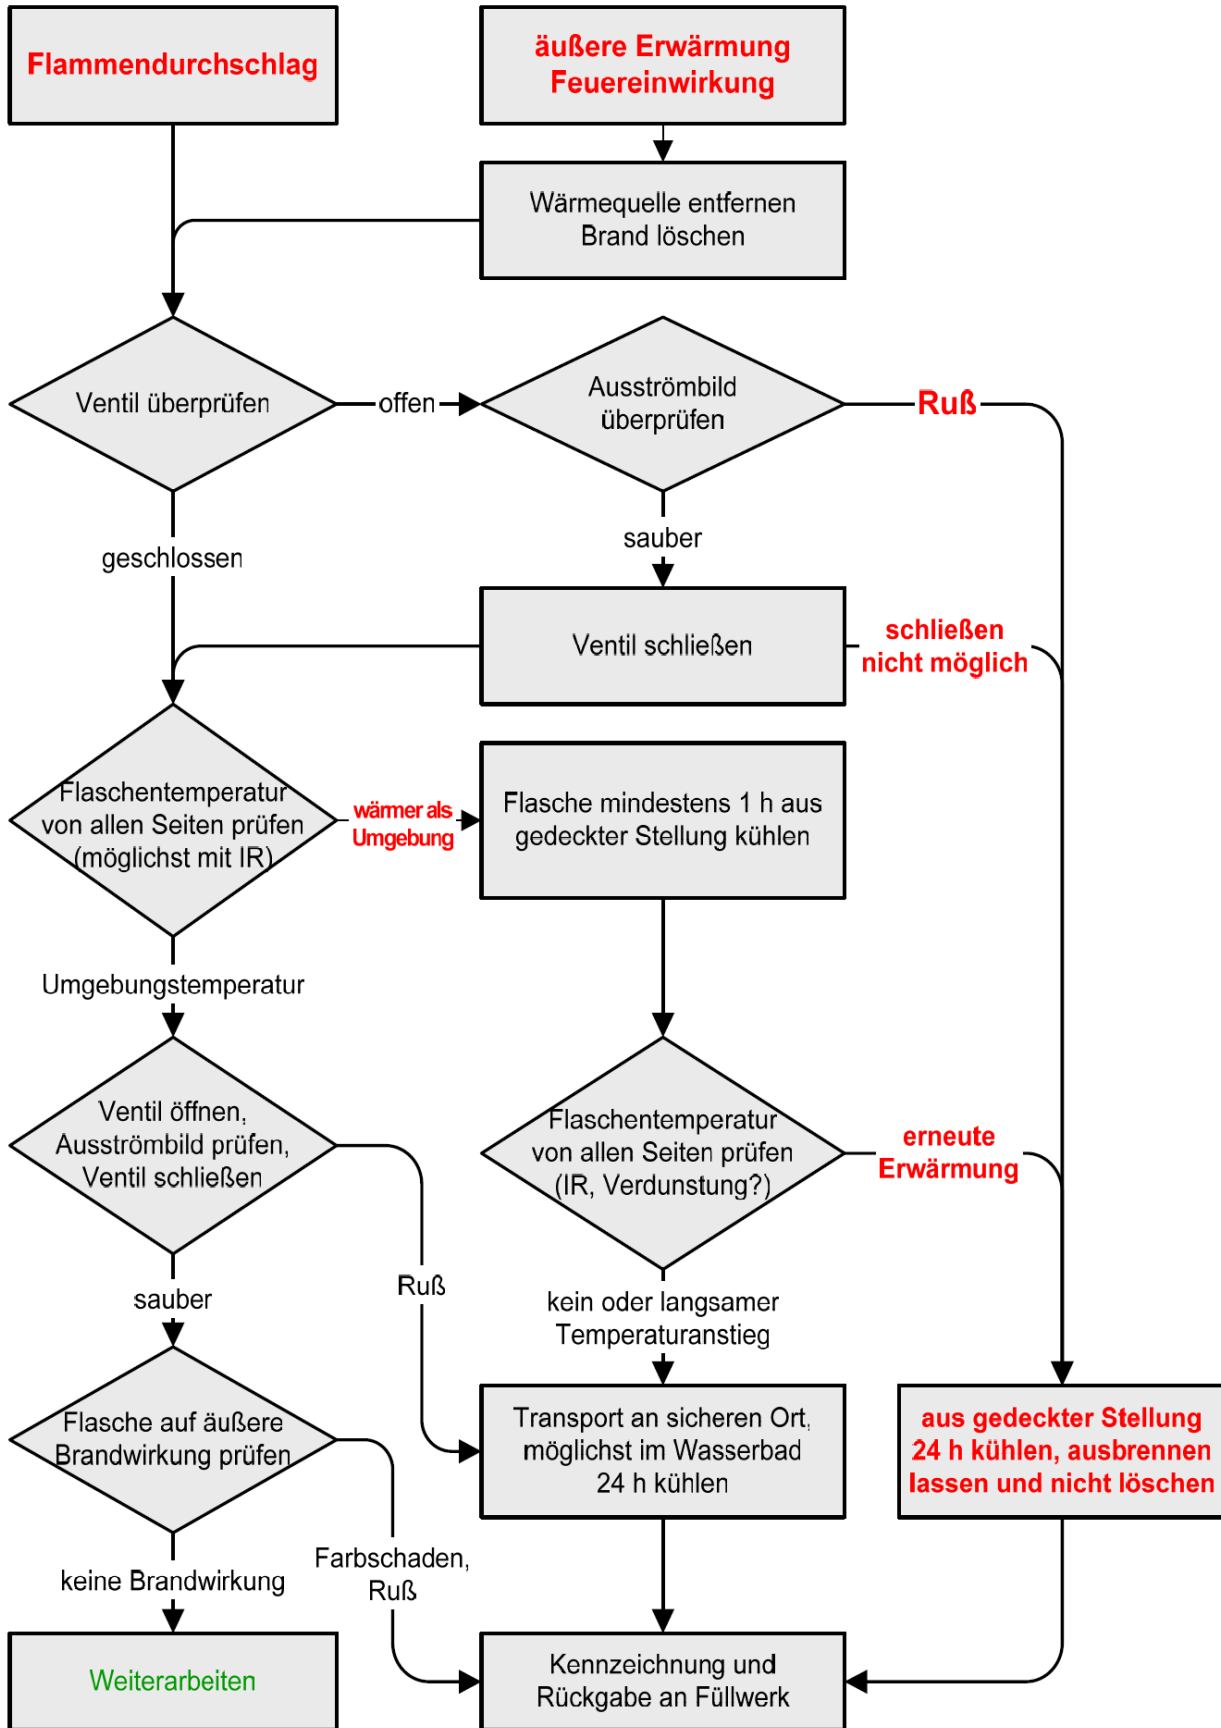 Flammendurchschlag
äußere Erwärmung
Feuereinwirkung
Wärmequelle entfernen
Brand löschen
Ventil überprüfen
offen
Ausströmbild
überprüfen
Ruß
geschlossen
sauber
Ventil schließen
schließen
nicht möglich
Flaschentemperatur
von allen Seiten prüfen
(möglichst mit IR)
wärmer als
Umgebung
Flasche mindestens 1 h aus
gedeckter Stellung kühlen
Umgebungstemperatur
Ventil öffnen,
Ausströmbild prüfen,
Ventil schließen
Flaschentemperatur
von allen Seiten prüfen
(IR, Verdunstung?)
erneute
Erwärmung
Ruß
sauber
kein oder langsamer
Temperaturanstieg
Flasche auf äußere
Brandwirkung prüfen
Transport an sicheren Ort,
möglichst im Wasserbad
24 h kühlen
aus gedeckter Stellung
24 h kühlen, ausbrennen
lassen und nicht löschen
keine Brandwirkung
Farbschaden,
Ruß
Weiterarbeiten
Kennzeichnung und
Rückgabe an Füllwerk